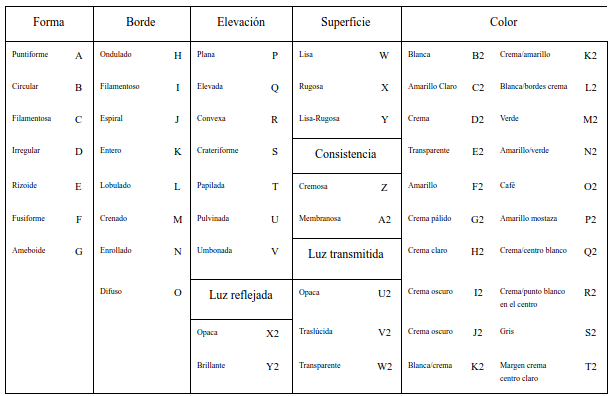 Forma Borde Elevación Superficie Color
Puntiforme A Ondulado H Plana P Lisa W Blanca B2 Crema/amarillo K2
Circular B Filamentoso I Elevada Q Rugosa X Amarillo Claro C2 Blanca/bordes crema L2
Filamentosa C Espiral J Convexa R Lisa-Rugosa Y Crema D2 Verde M2
Irregular D Entero K Crateriforme S Consistencia Transparente E2 Amarillo/verde N2
Rizoide E Lobulado L Papilada T Cremosa Z Amarillo F2 Café O2
Fusiforme F Crenado M Pulvinada U Membranosa A2 Crema pálido G2 Amarillo mostaza P2
Ameboide G Enrollado N Umbonada V Luz transmitida Crema claro H2 Crema/centro blanco Q2
Difuso O Luz reflejada Opaca U2 Crema oscuro I2 Crema/punto blanco R2
en el centro
Opaca X2 Traslúcida V2 Crema oscuro J2 Gris S2
Brillante Y2 Transparente W2 Blanca/crema K2 Margen crema T2
centro claro